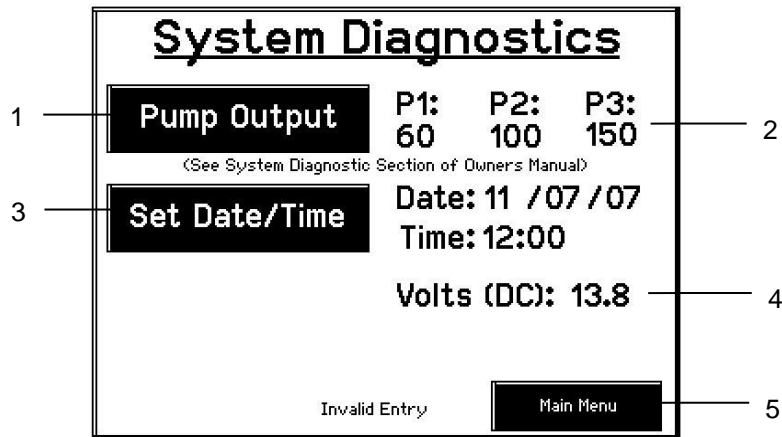 System Diagnostics
1 Pump Output P1: P2: P3:
60 100 150 2
(See System Diagnostic Section of Owners Manual)
3 Set Date/Time Date: 11 /07 /07
Time: 12:00
Volts (DC): 13.8 4
Invalid Entry Main Menu 5